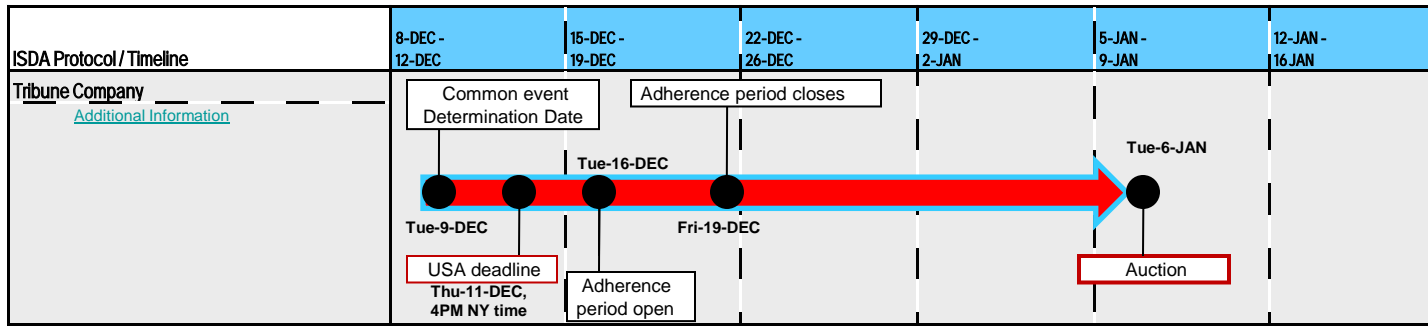 ISDA Protocol / Timeline
8-DEC -
12-DEC
15-DEC -
19-DEC
22-DEC -
26-DEC
29-DEC -
2-JAN
5-JAN -
9-JAN
12-JAN -
16 JAN
Tribune Company
Additional Information
Common event
Determination Date
Adherence period closes
Tue-16-DEC
Tue-6-JAN
Tue-9-DEC
Fri-19-DEC
USA deadline
Thu-11-DEC,
4PM NY time
Adherence
period open
Auction